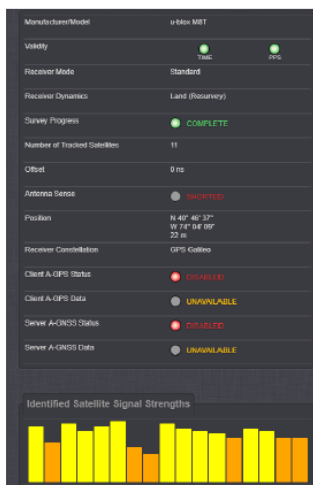 Manufacturer/Model u-blox M8T
Validity
TIME PPS
Receiver Mode Standard
Receiver Dynamics Land (Resurvey)
Survey Progress COMPLETE
Number of Tracked Satellites 11
Offset 0 ns
Antenna Sense SHORTED
Position N 40° 46' 37"
W 74° 04' 09"
22 m
Receiver Constellation GPS Galileo
Client A-GPS Status DISABLED
Client A-GPS Data UNAVAILABLE
Server A-GNSS Status DISABLED
Server A-GNSS Data UNAVAILABLE
Identified Satellite Signal Strengths